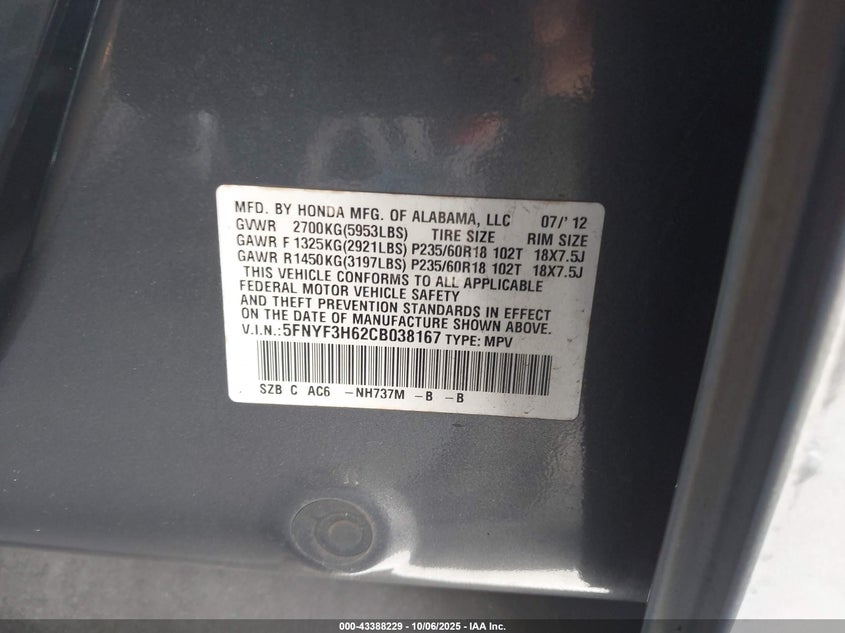 MFD. BY HONDA MFG. OF ALABAMA, LLC 07/'12
GVWR 2700KG(5953LBS) TIRE SIZE RIM SIZE
GAWR F 1325KG(2921LBS) P235/60R18 102T 18X7.5J
GAWR R1450KG(3197LBS) P235/60R18 102T 18X7.5J
THIS VEHICLE CONFORMS TO ALL APPLICABLE
FEDERAL MOTOR VEHICLE SAFETY
AND THEFT PREVENTION STANDARDS IN EFFECT
ON THE DATE OF MANUFACTURE SHOWN ABOVE.
V.I.N.:5FNYF3H62CB038167 TYPE: MPV
SZB C AC6 -NH737M -B -B
000-43388229 - 10/06/2025 - IAA Inc.